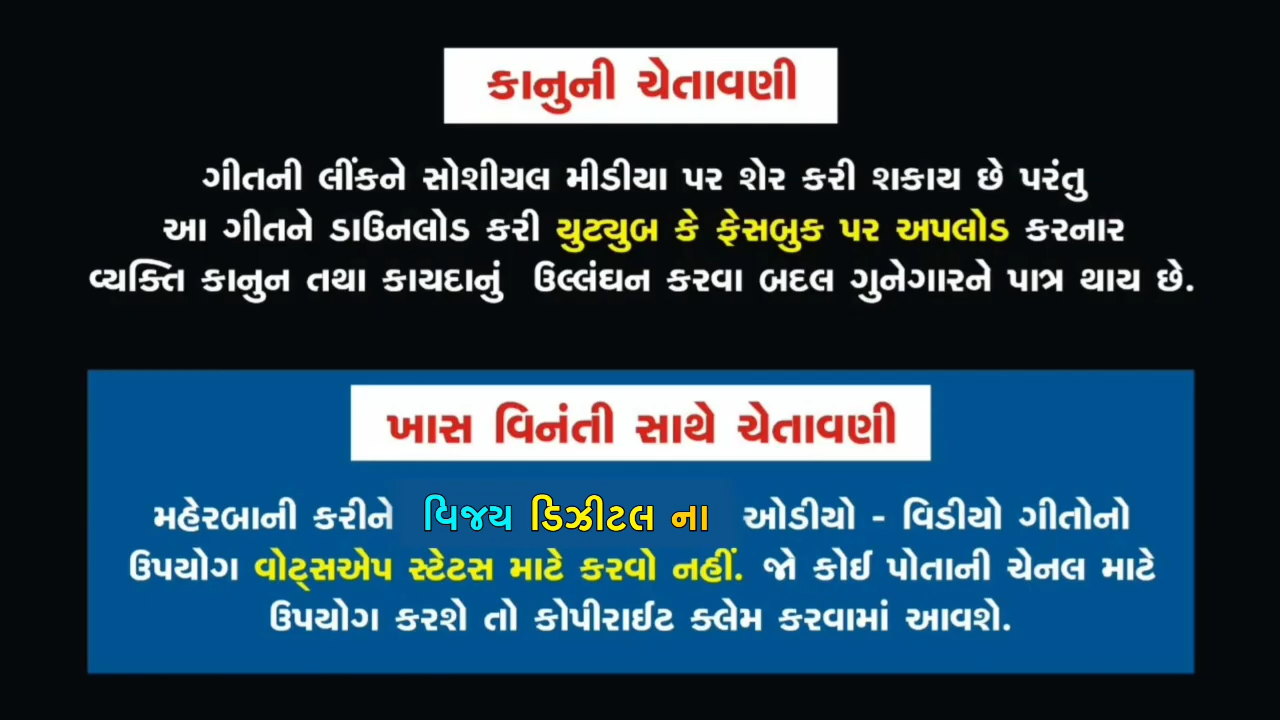 કાનુની ચેતાવણી
ગીતની લીંકને સોશીયલ મીડીયા પર શેર કરી શકાય છે પરંતુ
આ ગીતને ડાઉનલોડ કરી યુટ્યુબ કે ફેસબુક પર અપલોડ કરનાર
વ્યક્તિ કાનુન તથા કાયદાનું ઉલ્લંઘન કરવા બદલ ગુનેગારને પાત્ર થાય છે.
ખાસ વિનંતી સાથે ચેતાવણી
મહેરબાની કરીને વિજય ડિઝીટલ ના ઓડીયો - વિડીયો ગીતોનો
ઉપયોગ વોટ્સએપ સ્ટેટસ માટે કરવો નહીં. જો કોઈ પોતાની ચેનલ માટે
ઉપયોગ કરશે તો કોપીરાઈટ ક્લેમ કરવામાં આવશે.